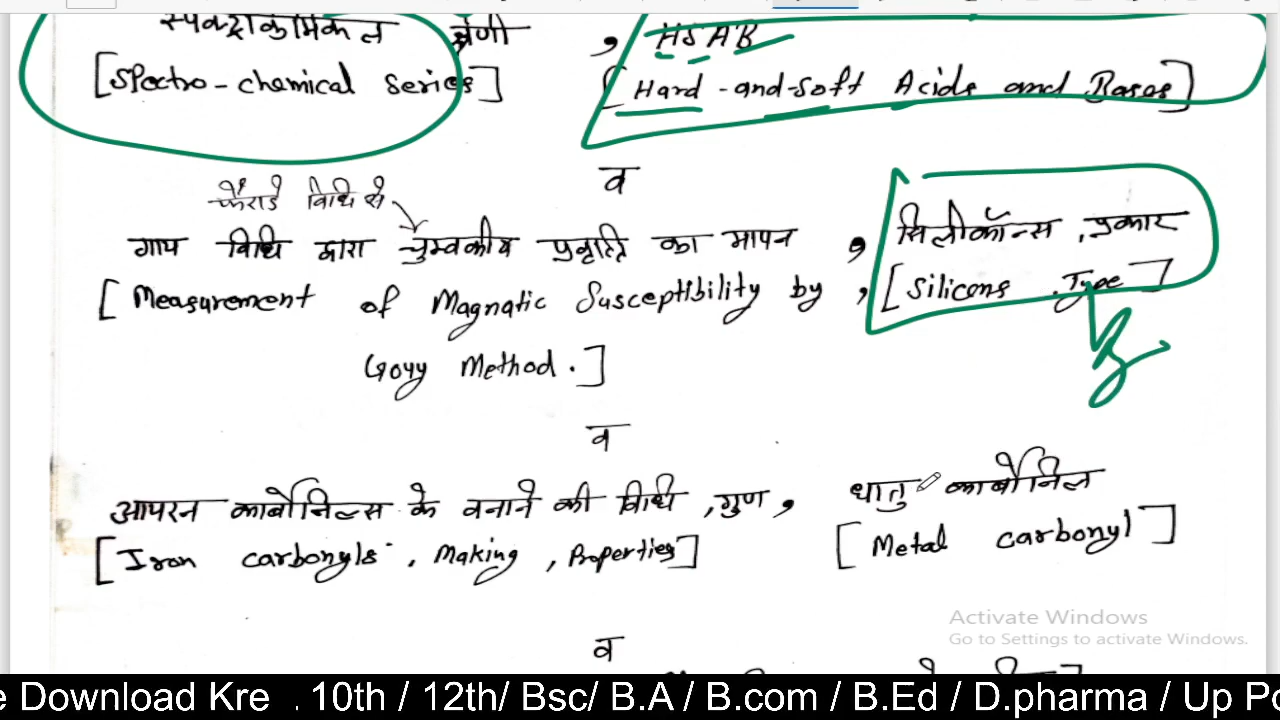 स्पेक्ट्रोकेमिकल श्रेणी , HSAB
[Spectro-chemical Series] [Hard-and-Soft Acids and Bases]
व
फैराडे विधि से
गाय विधि द्वारा चुम्बकीय प्रवृत्ति का मापन , सिलीकॉन्स , प्रकार
[Measurement of Magnatic Susceptibility by , [Silicons , Type]
Goyy Method.]
व
आयरन कार्बोनिल्स के बनाने की विधि , गुण , धातु कार्बोनिल
[Iron carbonyls , Making , Properties] [Metal carbonyl]
Activate Windows
Go to Settings to activate Windows.
व
e Download Kre . 10th / 12th/ Bsc/ B.A / B.com / B.Ed / D.pharma / Up Po